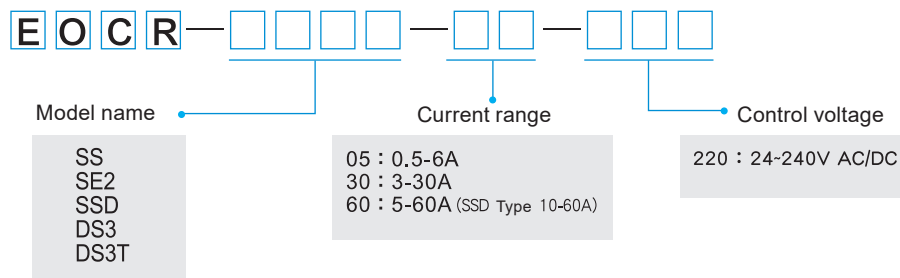 EOCR
Model name
SS
SE2
SSD
DS3
DS3T
Current range
05 : 0.5-6A
30 : 3-30A
60 : 5-60A (SSD Type 10-60A)
Control voltage
220 : 24~240V AC/DC